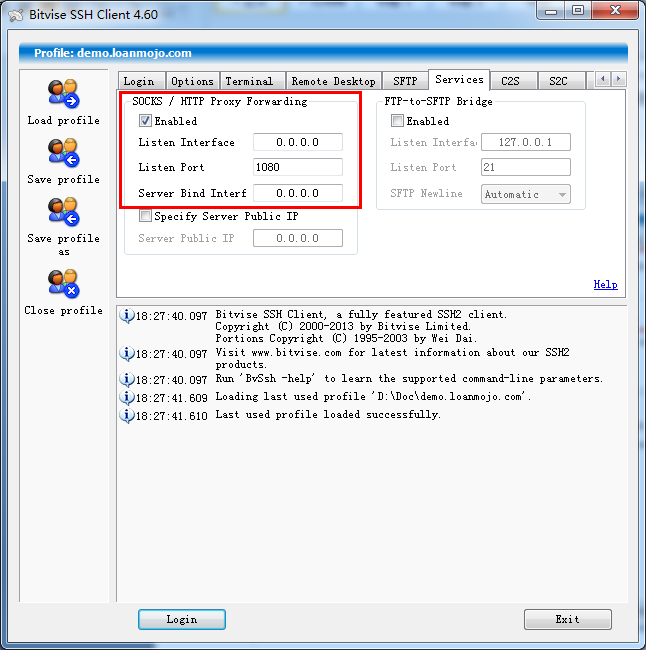 Bitvise SSH Client 4.60
Profile: demo.loanmojo.com
Load profile
Save profile
Save profile
as
Close profile
Login Options Terminal Remote Desktop SFTP Services C2S S2C
SOCKS / HTTP Proxy Forwarding
Enabled
Listen Interface 0.0.0.0
Listen Port 1080
Server Bind Interf 0.0.0.0
Specify Server Public IP
Server Public IP 0.0.0.0
FTP-to-SFTP Bridge
Enabled
Listen Interfa 127.0.0.1
Listen Port 21
SFTP Newline Automatic
Help
18:27:40.097 Bitvise SSH Client, a fully featured SSH2 client.
Copyright (C) 2000-2013 by Bitvise Limited.
Portions Copyright (C) 1995-2003 by Wei Dai.
18:27:40.097 Visit www.bitvise.com for latest information about our SSH2
products.
18:27:40.097 Run 'BvSsh -help' to learn the supported command-line parameters.
18:27:41.609 Loading last used profile 'D:\Doc\demo.loanmojo.com'.
18:27:41.610 Last used profile loaded successfully.
Login
Exit